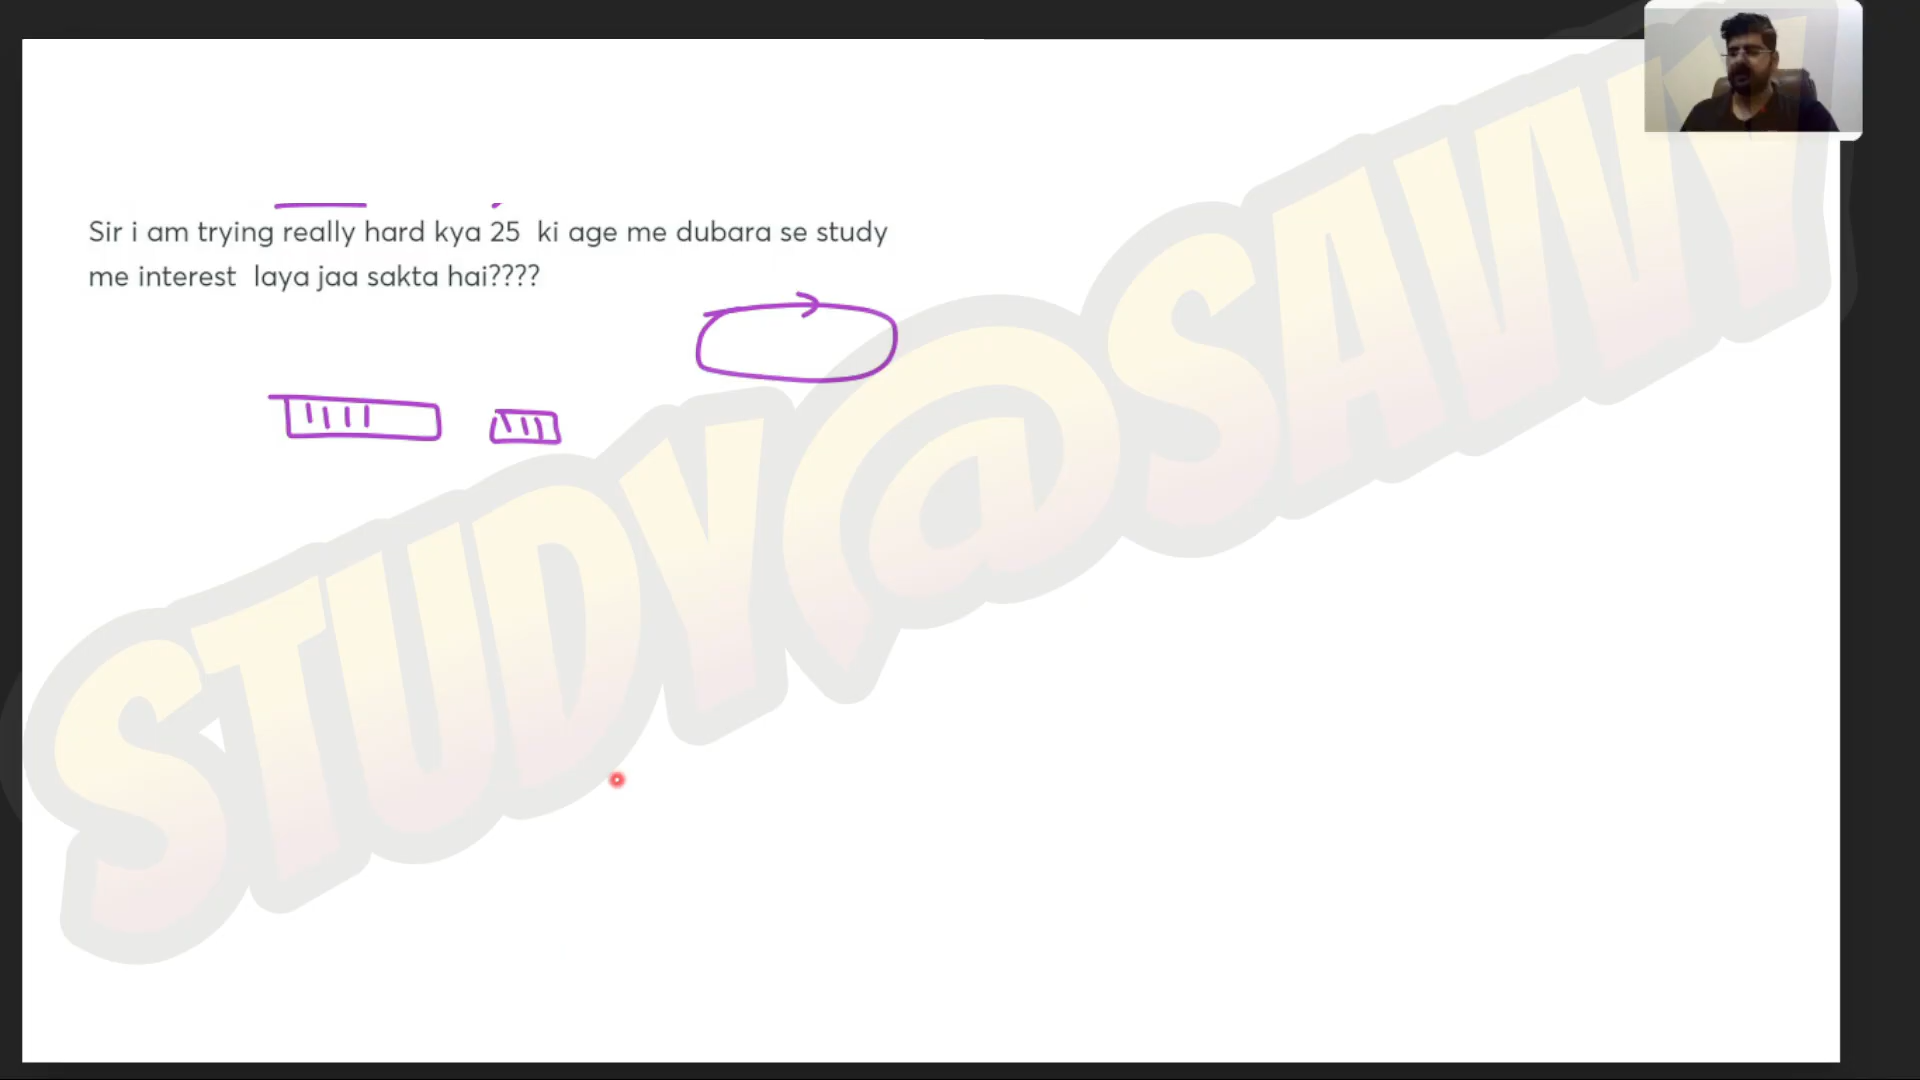 Sir i am trying really hard kya 25 ki age me dubara se study
me interest laya jaa sakta hai????
STUDY@SAVVY